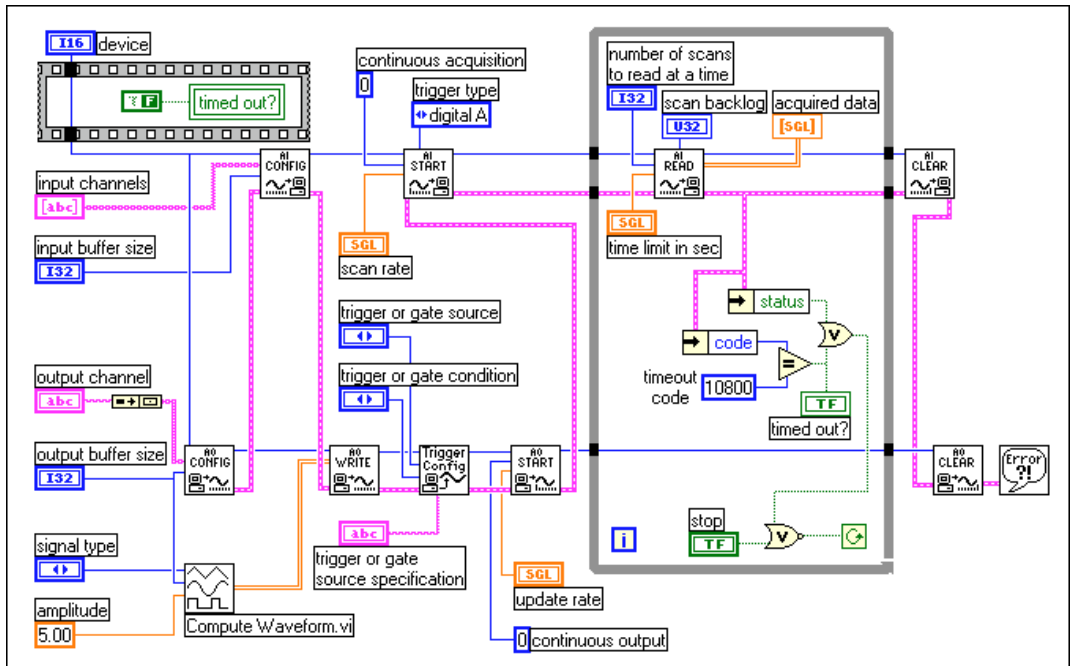 I16 device
F timed out?
continuous acquisition
0
trigger type
digital A
number of scans
to read at a time
I32
scan backlog
U32
acquired data
[SGL]
AI
CONFIG
AI
START
AI
READ
AI
CLEAR
input channels
[abc]
input buffer size
I32
SGL
scan rate
SGL
time limit in sec
status
trigger or gate source
trigger or gate condition
code
V
=
timeout
code
10800
TF
timed out?
output channel
abc
output buffer size
I32
AO
CONFIG
AO
WRITE
Trigger
Config
AO
START
AO
CLEAR
Error
?!
signal type
abc
trigger or gate
source specification
stop
TF
V
i
SGL
update rate
amplitude
5.00
Compute Waveform.vi
0 continuous output